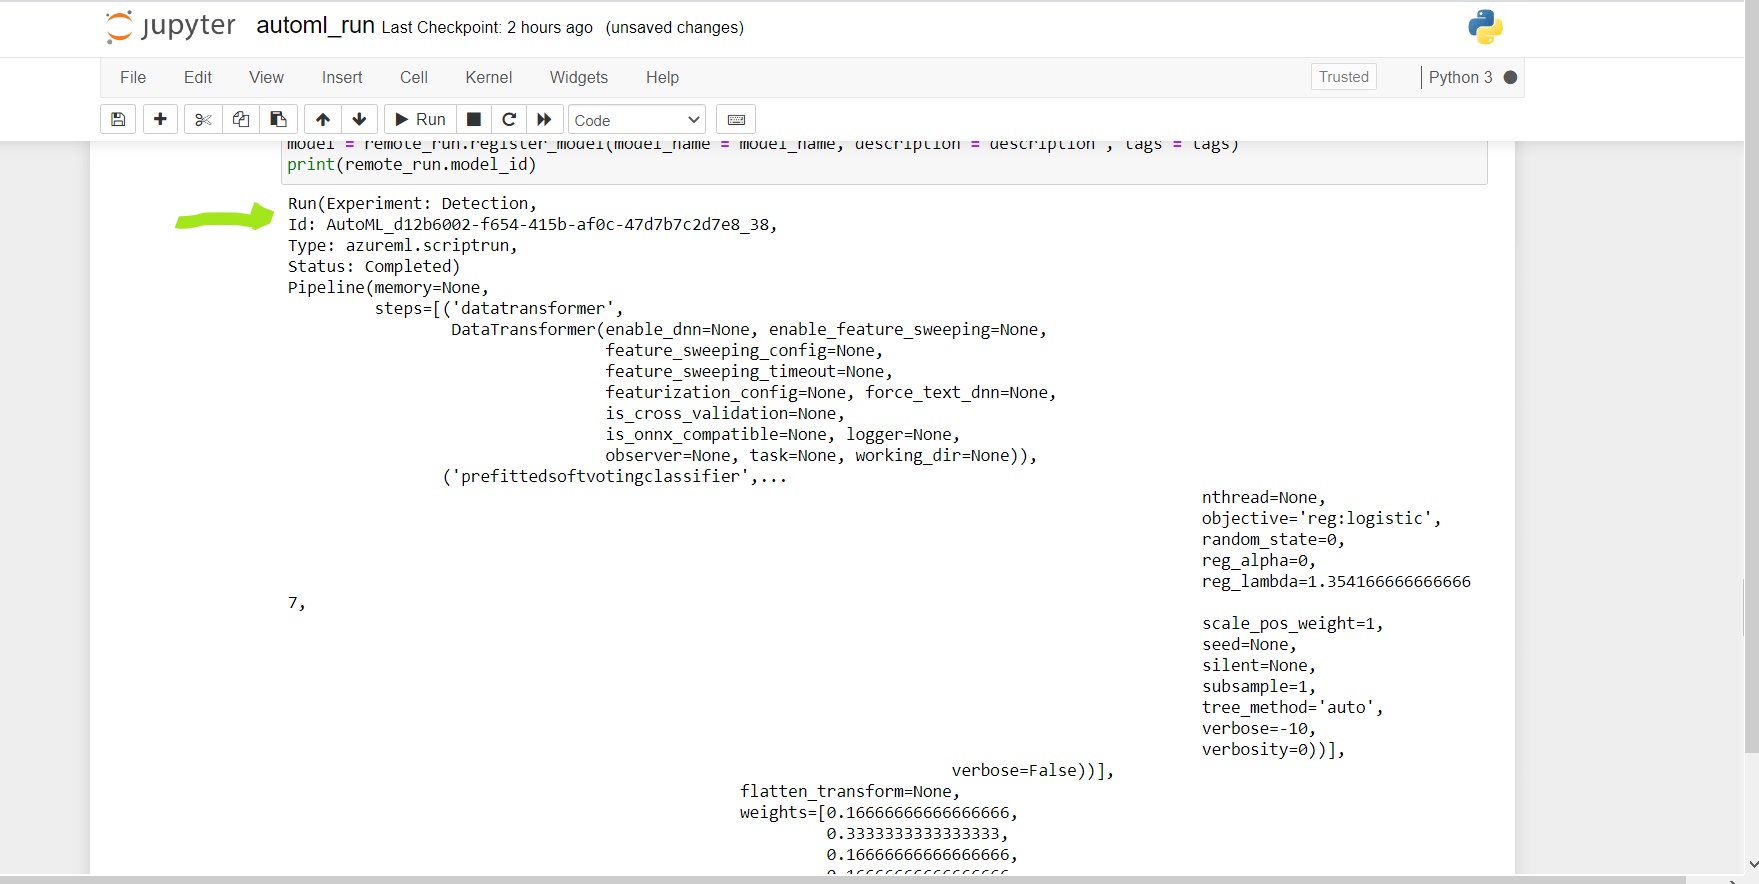 jupyter automl_run Last Checkpoint: 2 hours ago (unsaved changes)
File Edit View Insert Cell Kernel Widgets Help Trusted Python 3
Run Code
model = remote_run.register_model(model_name = model_name, description = description , tags = tags)
print(remote_run.model_id)
Run(Experiment: Detection,
Id: AutoML_d12b6002-f654-415b-af0c-47d7b7c2d7e8_38,
Type: azureml.scriptrun,
Status: Completed)
Pipeline(memory=None,
steps=[('datatransformer',
DataTransformer(enable_dnn=None, enable_feature_sweeping=None,
feature_sweeping_config=None,
feature_sweeping_timeout=None,
featurization_config=None, force_text_dnn=None,
is_cross_validation=None,
is_onnx_compatible=None, logger=None,
observer=None, task=None, working_dir=None)),
('prefittedsoftvotingclassifier',...
nthread=None,
objective='reg:logistic',
random_state=0,
reg_alpha=0,
reg_lambda=1.354166666666666
7,
scale_pos_weight=1,
seed=None,
silent=None,
subsample=1,
tree_method='auto',
verbose=-10,
verbosity=0))],
verbose=False))],
flatten_transform=None,
weights=[0.16666666666666666,
0.3333333333333333,
0.16666666666666666,